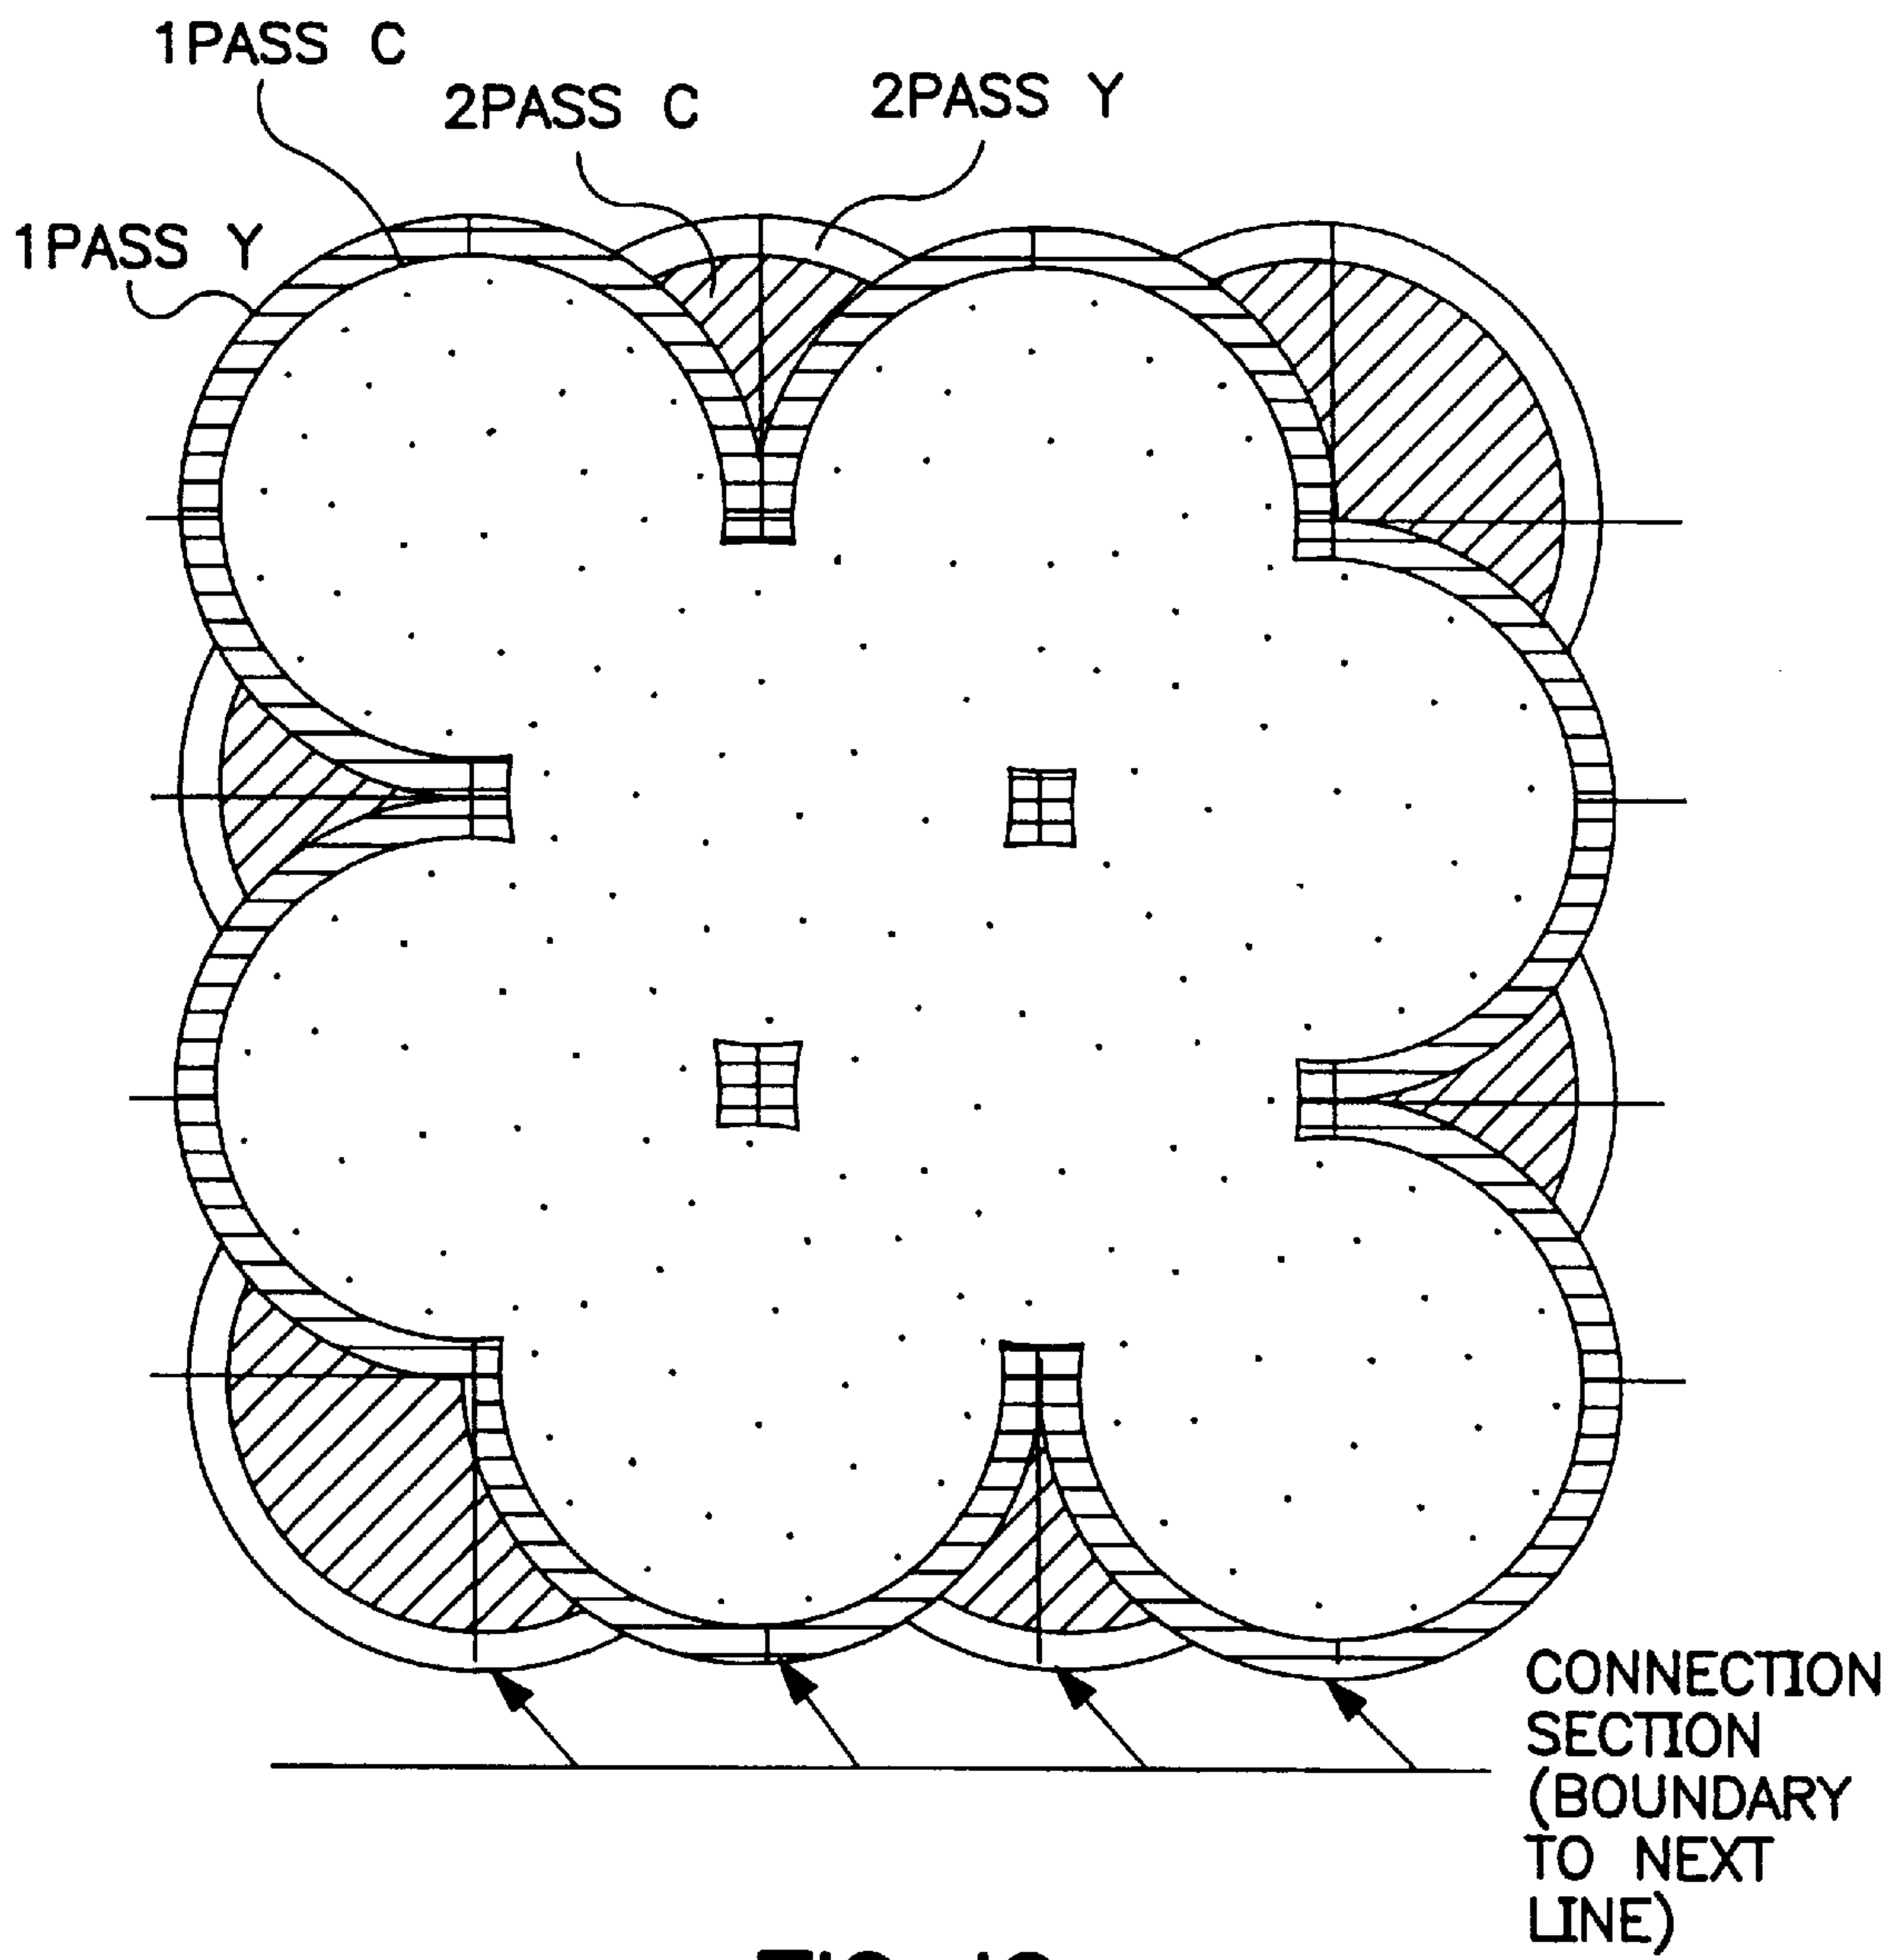 1PASS C
2PASS C
2PASS Y
1PASS Y
CONNECTION
SECTION
(BOUNDARY
TO NEXT
LINE)